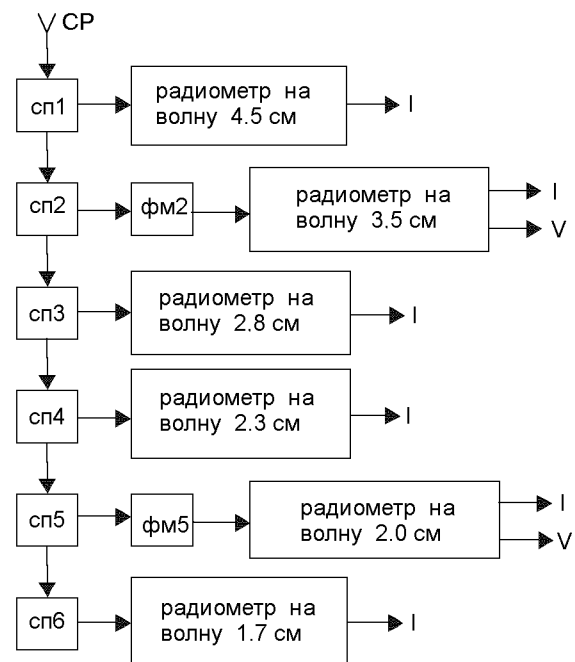 СР
сп1
радиометр на
волну 4.5 см
I
сп2
фм2
радиометр на
волну 3.5 см
I
V
сп3
радиометр на
волну 2.8 см
I
сп4
радиометр на
волну 2.3 см
I
сп5
фм5
радиометр на
волну 2.0 см
I
V
сп6
радиометр на
волну 1.7 см
I